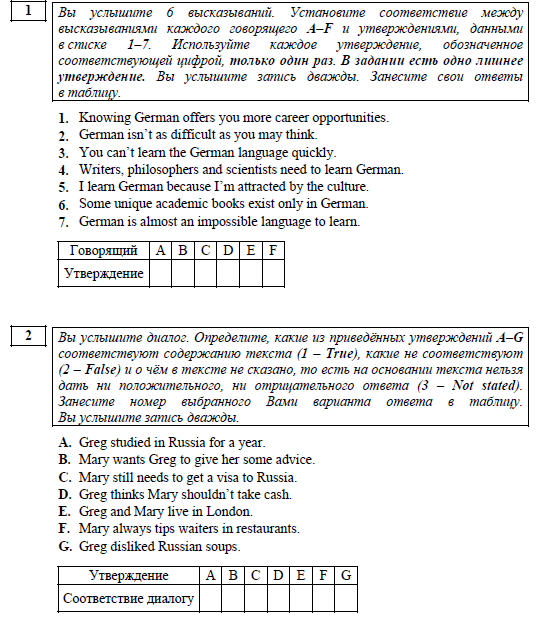 1
Вы услышите 6 высказываний. Установите соответствие между
высказываниями каждого говорящего A–F и утверждениями, данными
в списке 1–7. Используйте каждое утверждение, обозначенное
соответствующей цифрой, только один раз. В задании есть одно лишнее
утверждение. Вы услышите запись дважды. Занесите свои ответы
в таблицу.
1. Knowing German offers you more career opportunities.
2. German isn't as difficult as you may think.
3. You can't learn the German language quickly.
4. Writers, philosophers and scientists need to learn German.
5. I learn German because I'm attracted by the culture.
6. Some unique academic books exist only in German.
7. German is almost an impossible language to learn.
Говорящий A B C D E F
Утверждение
2
Вы услышите диалог. Определите, какие из приведённых утверждений A–G
соответствуют содержанию текста (1 – True), какие не соответствуют
(2 – False) и о чём в тексте не сказано, то есть на основании текста нельзя
дать ни положительного, ни отрицательного ответа (3 – Not stated).
Занесите номер выбранного Вами варианта ответа в таблицу.
Вы услышите запись дважды.
A. Greg studied in Russia for a year.
B. Mary wants Greg to give her some advice.
C. Mary still needs to get a visa to Russia.
D. Greg thinks Mary shouldn't take cash.
E. Greg and Mary live in London.
F. Mary always tips waiters in restaurants.
G. Greg disliked Russian soups.
Утверждение A B C D E F G
Соответствие диалогу